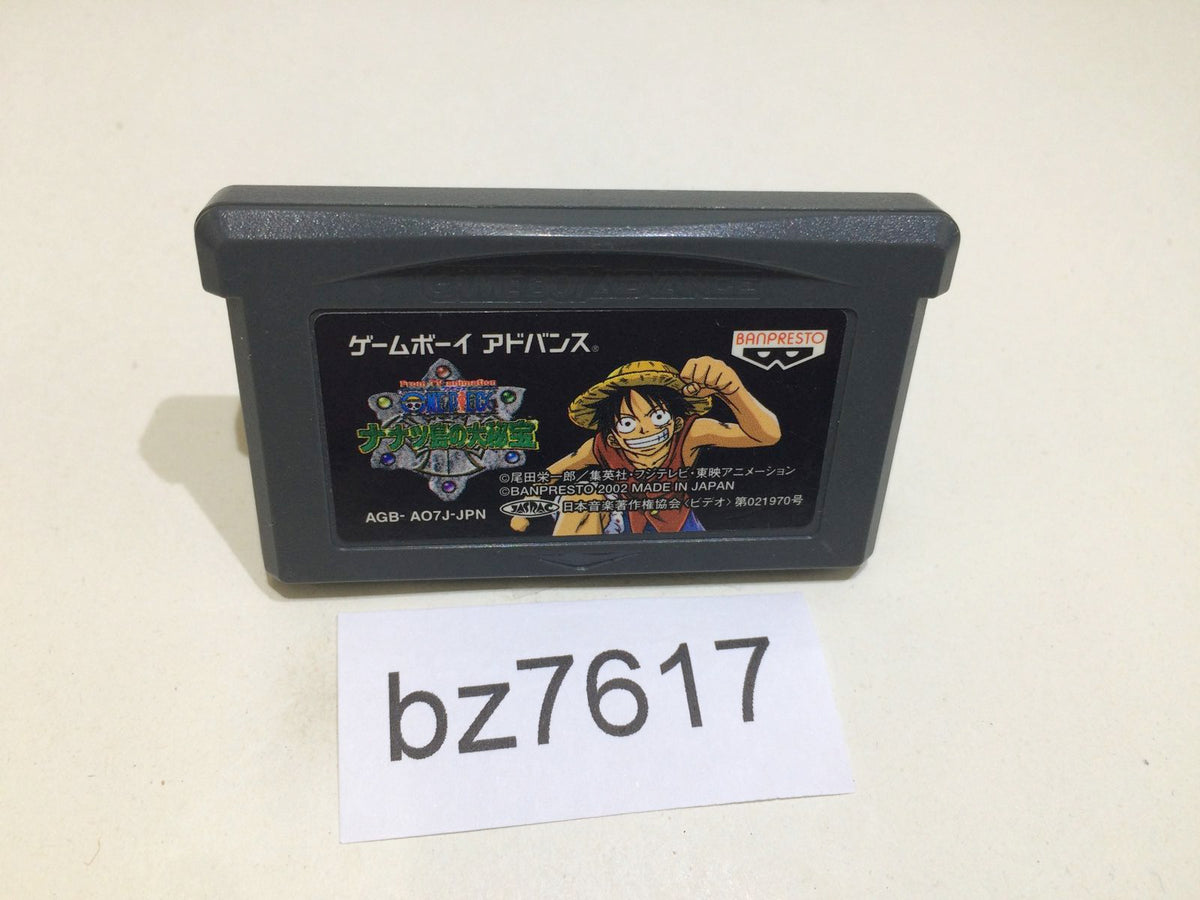 GAME BOY ADVANCE
ゲームボーイ アドバンス®
BANPRESTO
From TV animation
ONE PIECE
ナナツ島の大秘宝
©尾田栄一郎/集英社・フジテレビ・東映アニメーション
©BANPRESTO 2002 MADE IN JAPAN
AGB- AO7J-JPN
JASRAC 日本音楽著作権協会〈ビデオ〉第021970号
bz7617